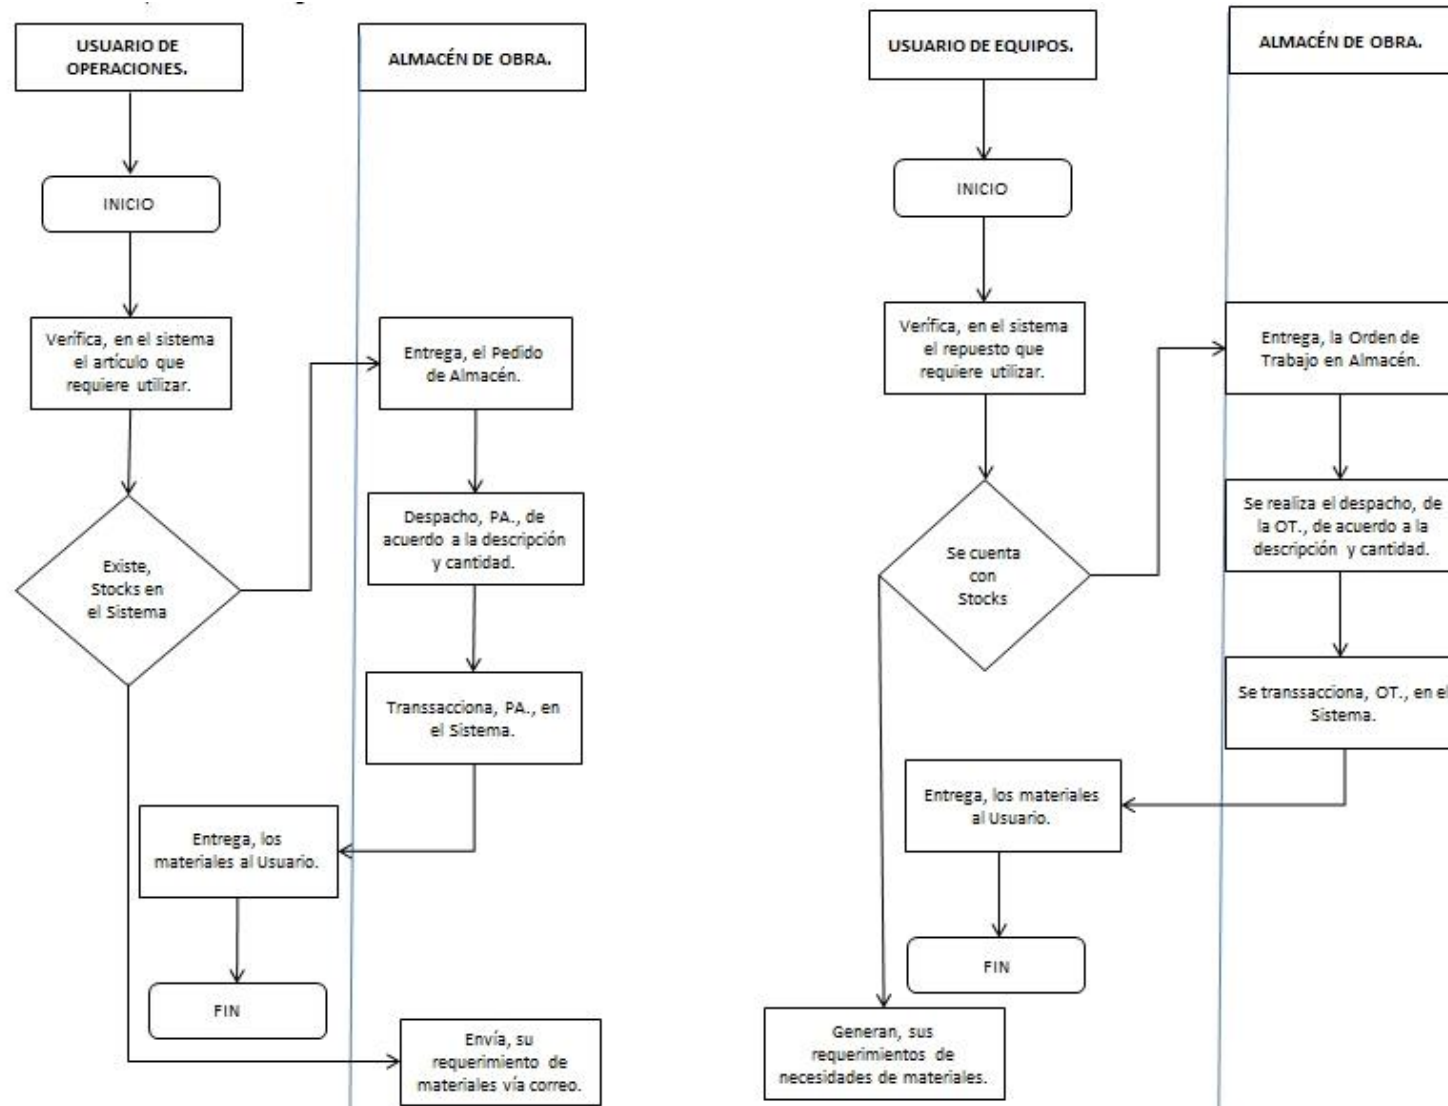 USUARIO DE
OPERACIONES.
ALMACÉN DE OBRA.
INICIO
Verífica, en el sistema
el artículo que
requiere utilizar.
Entrega, el Pedido
de Almacén.
Existe,
Stocks en
el Sistema
Despacho, PA., de
acuerdo a la descripción
y cantidad.
Transsacciona, PA., en
el Sistema.
Entrega, los
materiales al Usuario.
FIN
Envía, su
requerimiento de
materiales vía correo.
USUARIO DE EQUIPOS.
ALMACÉN DE OBRA.
INICIO
Verífica, en el sistema
el repuesto que
requiere utilizar.
Entrega, la Orden de
Trabajo en Almacén.
Se cuenta
con
Stocks
Se realiza el despacho, de
la OT., de acuerdo a la
descripción y cantidad.
Se transsacciona, OT., en el
Sistema.
Entrega, los materiales
al Usuario.
FIN
Generan, sus
requerimientos de
necesidades de materiales.